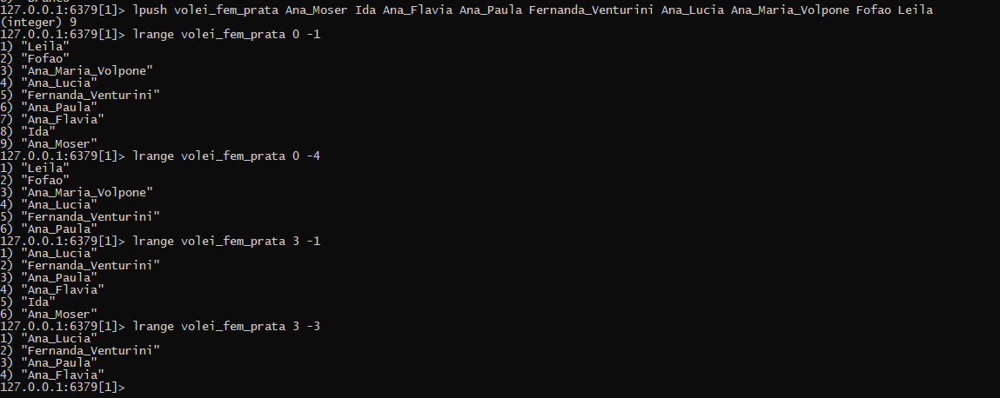 127.0.0.1:6379[1]> lpush volei_fem_prata Ana_Moser Ida Ana_Flavia Ana_Paula Fernanda_Venturini Ana_Lucia Ana_Maria_Volpone Fofao Leila
(integer) 9
127.0.0.1:6379[1]> lrange volei_fem_prata 0 -1
1) "Leila"
2) "Fofao"
3) "Ana_Maria_Volpone"
4) "Ana_Lucia"
5) "Fernanda_Venturini"
6) "Ana_Paula"
7) "Ana_Flavia"
8) "Ida"
9) "Ana_Moser"
127.0.0.1:6379[1]> lrange volei_fem_prata 0 -4
1) "Leila"
2) "Fofao"
3) "Ana_Maria_Volpone"
4) "Ana_Lucia"
5) "Fernanda_Venturini"
6) "Ana_Paula"
127.0.0.1:6379[1]> lrange volei_fem_prata 3 -1
1) "Ana_Lucia"
2) "Fernanda_Venturini"
3) "Ana_Paula"
4) "Ana_Flavia"
5) "Ida"
6) "Ana_Moser"
127.0.0.1:6379[1]> lrange volei_fem_prata 3 -3
1) "Ana_Lucia"
2) "Fernanda_Venturini"
3) "Ana_Paula"
4) "Ana_Flavia"
127.0.0.1:6379[1]>